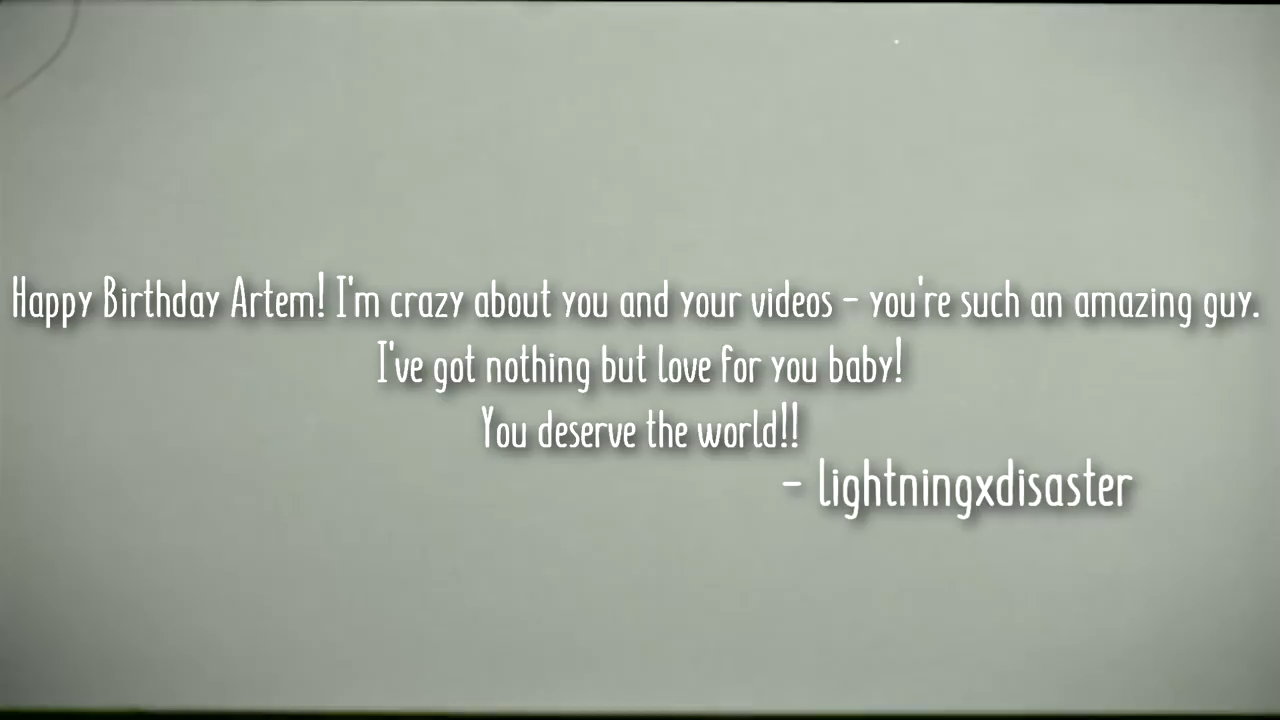 Happy Birthday Artem! I'm crazy about you and your videos - you're such an amazing guy.
I've got nothing but love for you baby!
You deserve the world!!
- lightningxdisaster